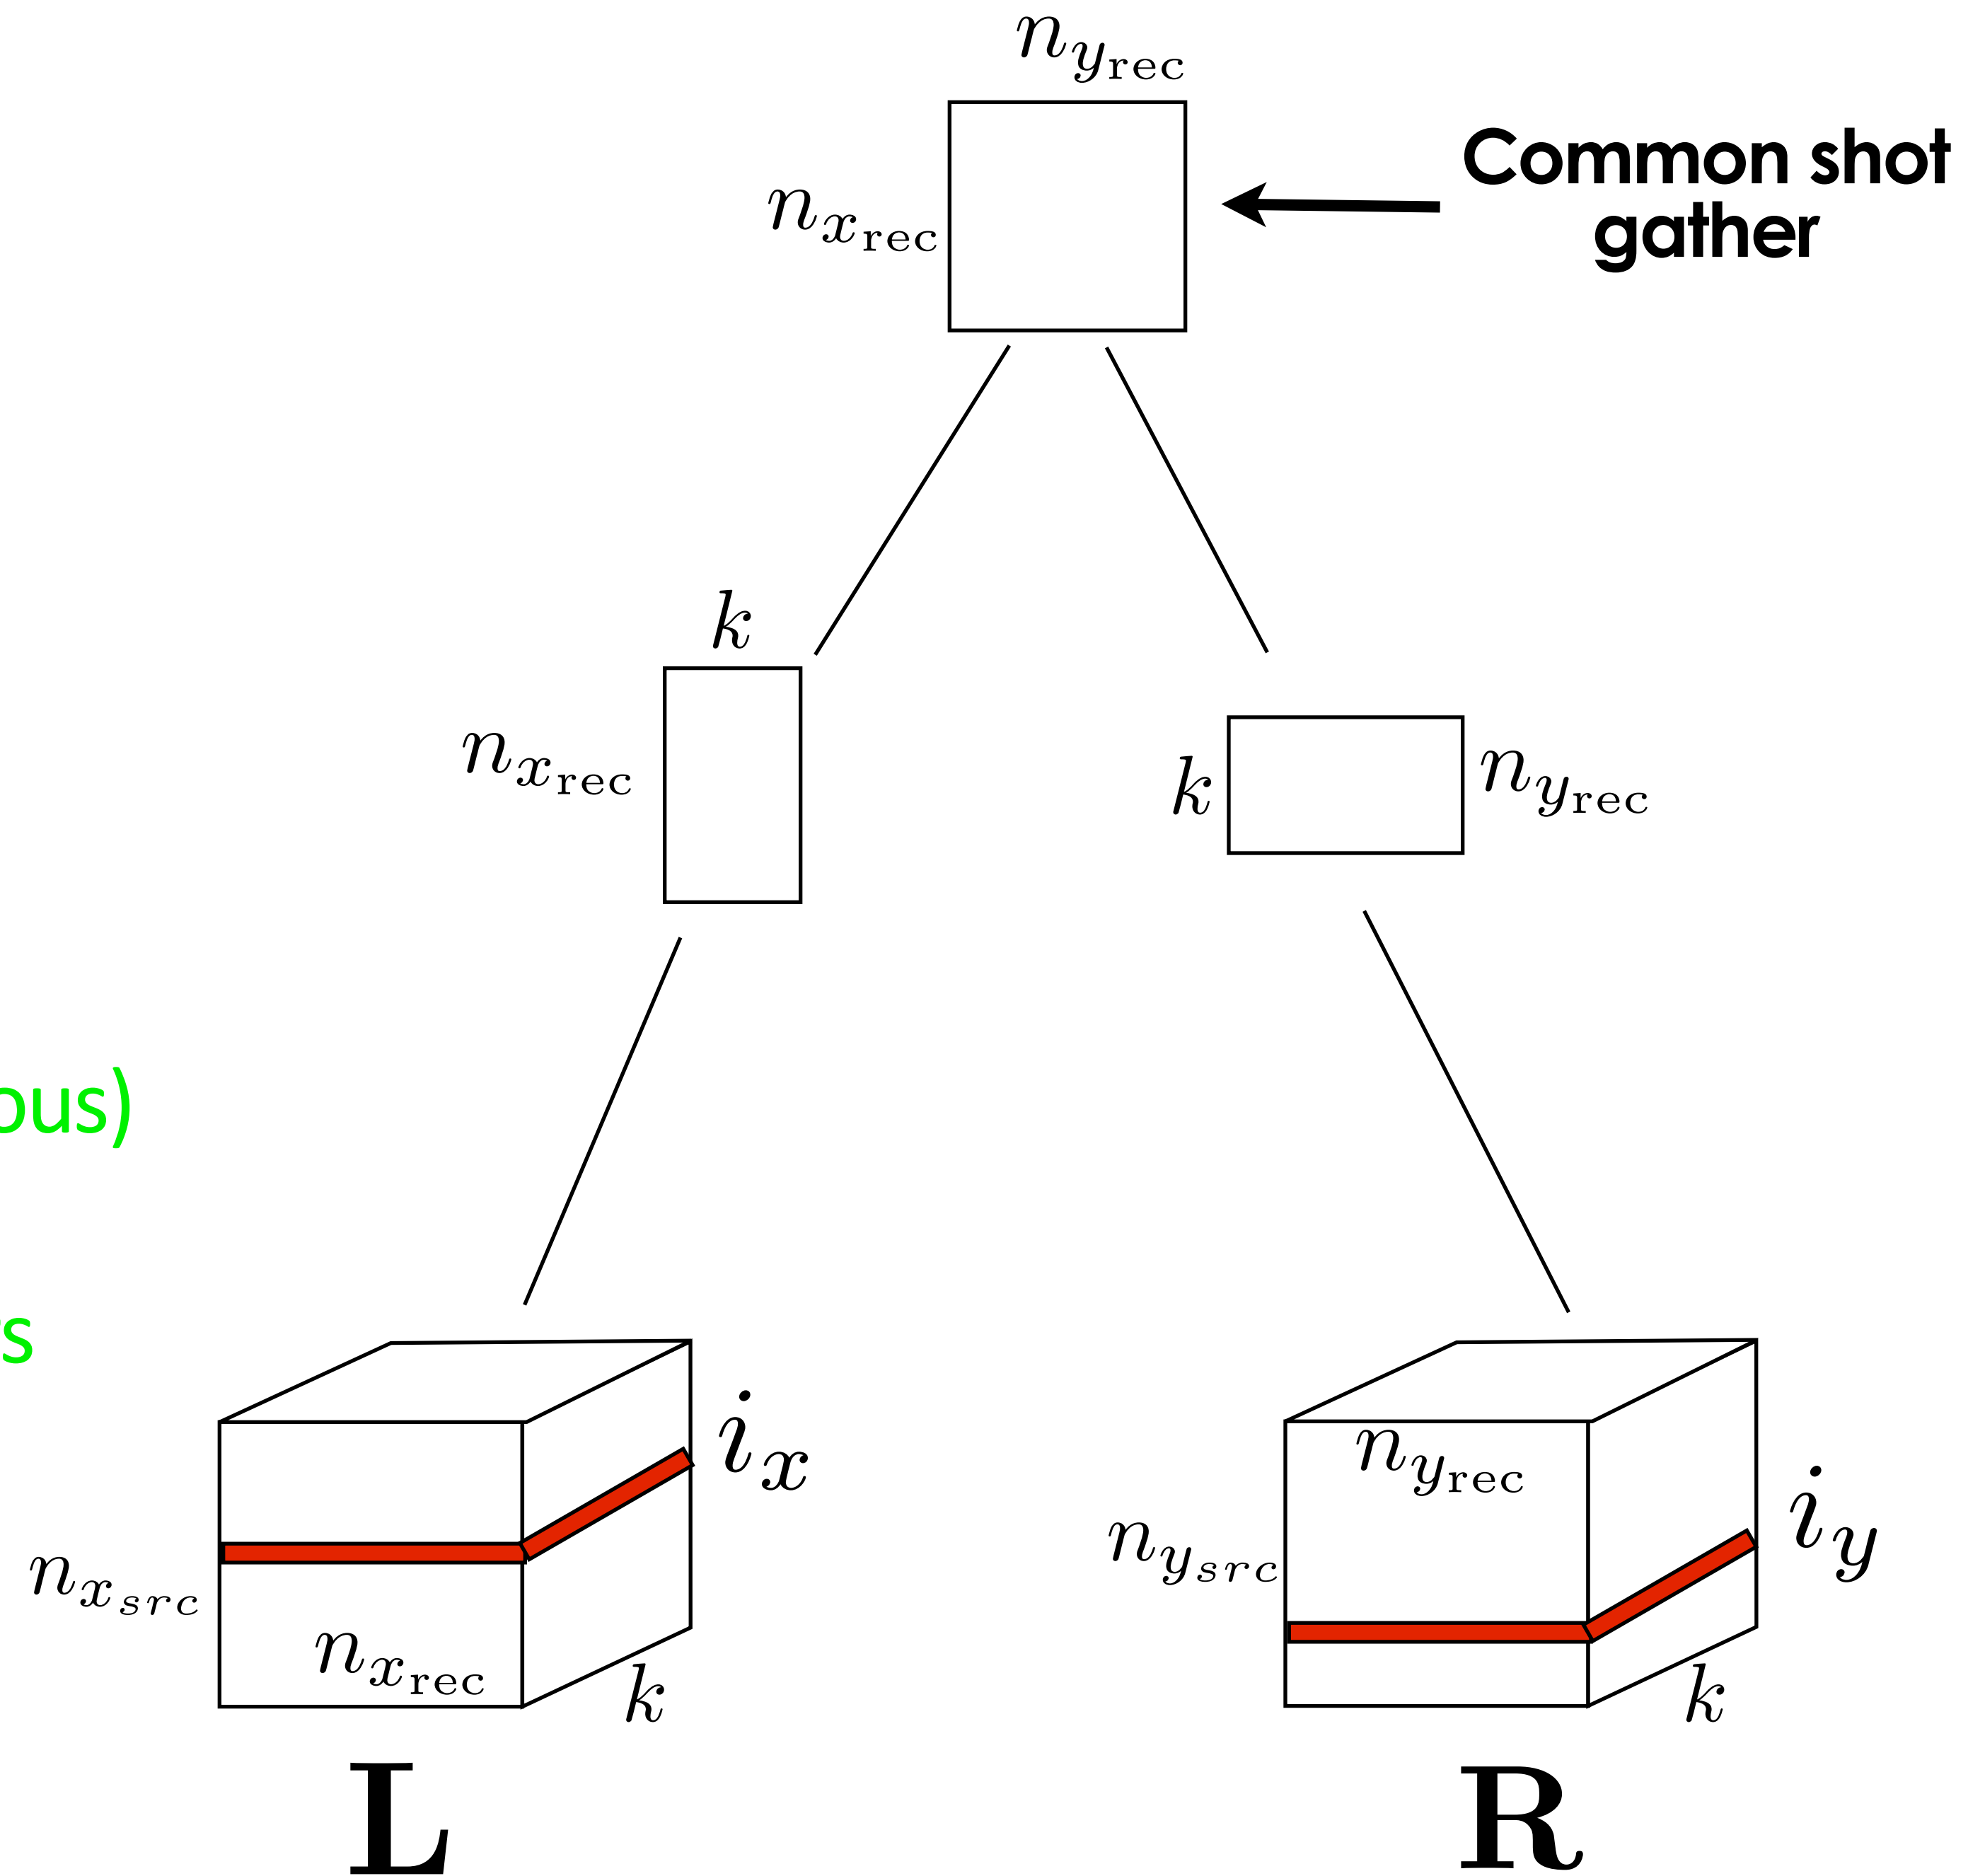 n_{y_{rec}}
Common shot
gather
n_{x_{rec}}
k
n_{x_{rec}}
k
n_{y_{rec}}
ous)
s
i_x
n_{y_{rec}}
i_y
n_{y_{src}}
n_{x_{src}}
n_{x_{rec}}
k
k
L
R